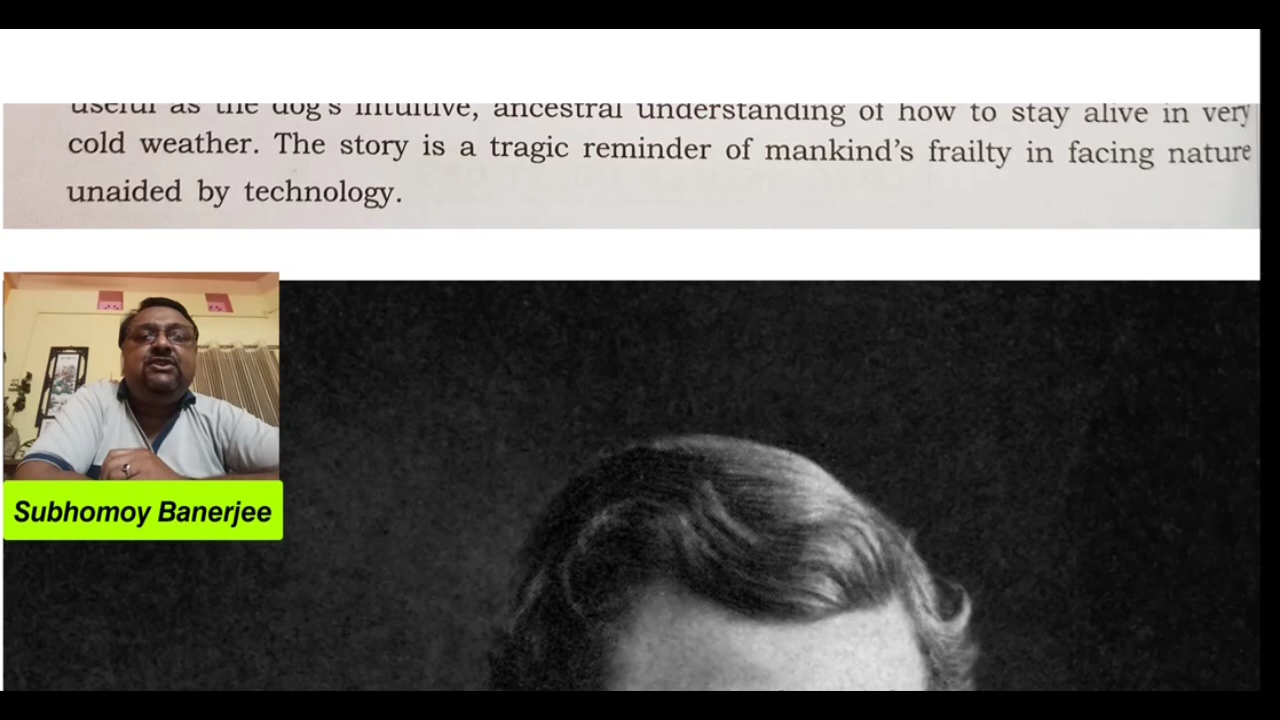 useful as the dog's intuitive, ancestral understanding of how to stay alive in very
cold weather. The story is a tragic reminder of mankind's frailty in facing nature
unaided by technology.
Subhomoy Banerjee